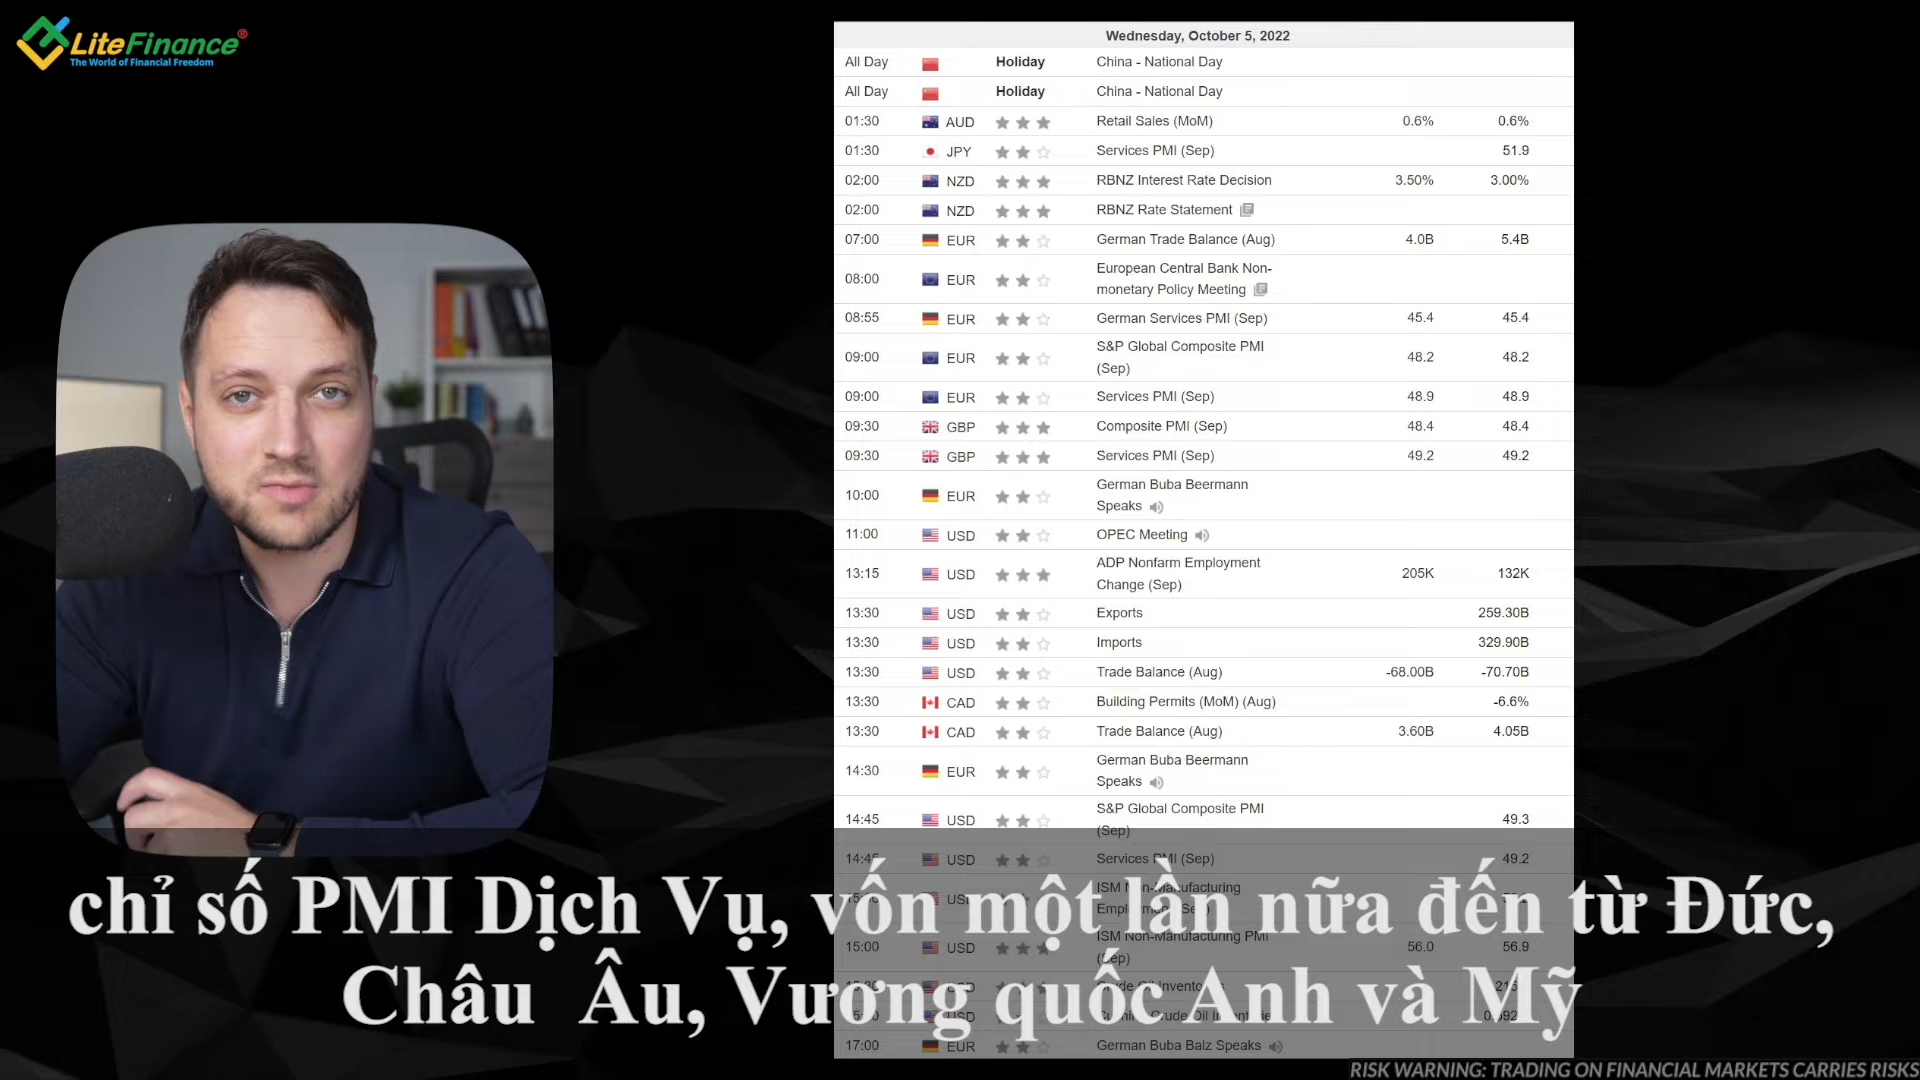 LiteFinance®
The World of Financial Freedom
Wednesday, October 5, 2022
All Day Holiday China - National Day
All Day Holiday China - National Day
01:30 AUD Retail Sales (MoM) 0.6% 0.6%
01:30 JPY Services PMI (Sep) 51.9
02:00 NZD RBNZ Interest Rate Decision 3.50% 3.00%
02:00 NZD RBNZ Rate Statement
07:00 EUR German Trade Balance (Aug) 4.0B 5.4B
08:00 EUR European Central Bank Non-
monetary Policy Meeting
08:55 EUR German Services PMI (Sep) 45.4 45.4
09:00 EUR S&P Global Composite PMI
(Sep) 48.2 48.2
09:00 EUR Services PMI (Sep) 48.9 48.9
09:30 GBP Composite PMI (Sep) 48.4 48.4
09:30 GBP Services PMI (Sep) 49.2 49.2
10:00 EUR German Buba Beermann
Speaks
11:00 USD OPEC Meeting
13:15 USD ADP Nonfarm Employment
Change (Sep) 205K 132K
13:30 USD Exports 259.30B
13:30 USD Imports 329.90B
13:30 USD Trade Balance (Aug) -68.00B -70.70B
13:30 CAD Building Permits (MoM) (Aug) -6.6%
13:30 CAD Trade Balance (Aug) 3.60B 4.05B
14:30 EUR German Buba Beermann
Speaks
14:45 USD S&P Global Composite PMI
(Sep) 49.3
14:45 USD Services PMI (Sep) 49.2
ISM Non-Manufacturing
15:00 USD ISM Non-Manufacturing PMI
(Sep) 56.0 56.9
17:00 EUR German Buba Balz Speaks
chỉ số PMI Dịch Vụ, vốn một lần nữa đến từ Đức,
Châu Âu, Vương quốc Anh và Mỹ
RISK WARNING: TRADING ON FINANCIAL MARKETS CARRIES RISKS